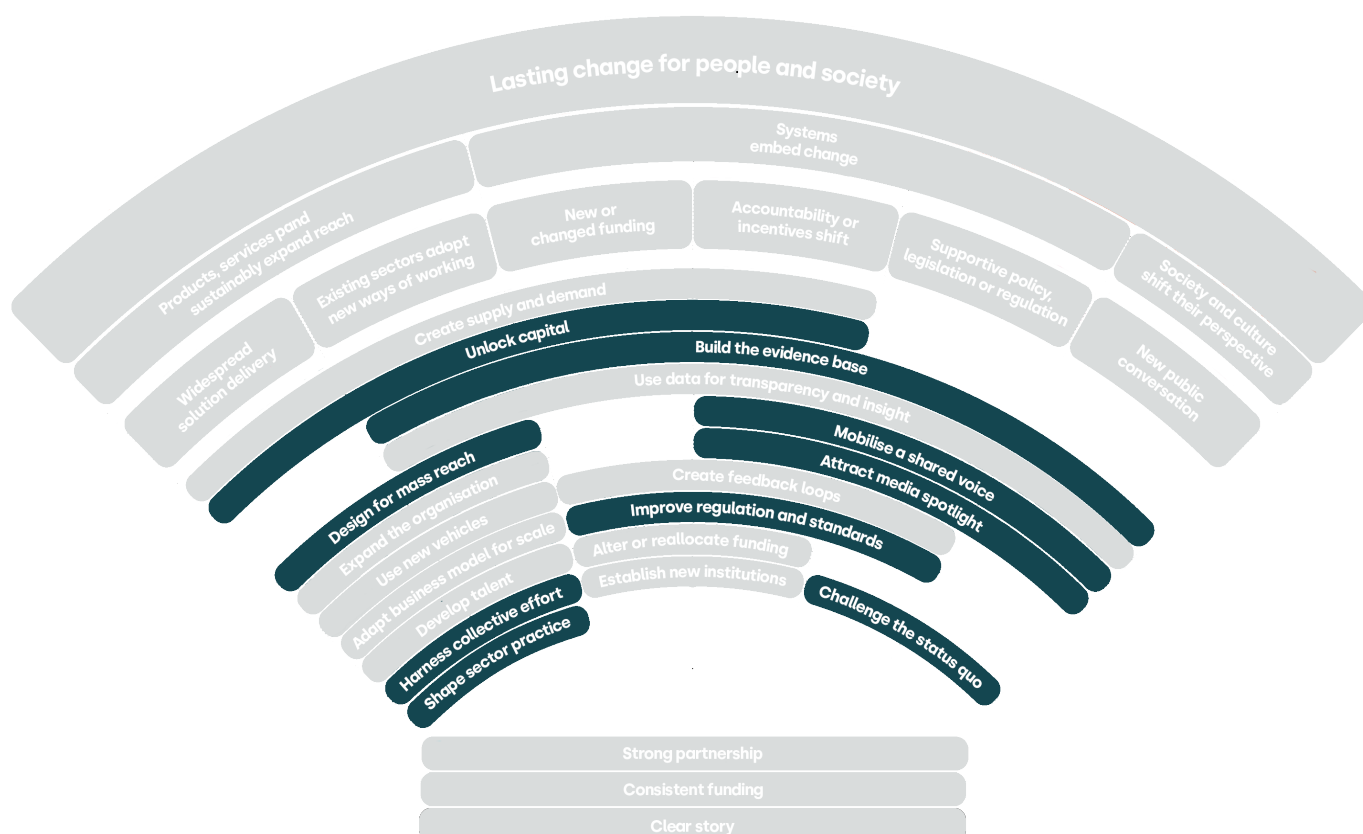 Lasting change for people and society
Systems
embed change
Products, services pand
sustainably expand reach
Society and culture
shift their perspective
Widespread
solution delivery
Existing sectors adopt
new ways of working
New or
changed funding
Accountability or
incentives shift
Supportive policy,
legislation or regulation
New public
conversation
Create supply and demand
Unlock capital
Build the evidence base
Use data for transparency and insight
Mobilise a shared voice
Attract media spotlight
Design for mass reach
Expand the organisation
Use new vehicles
Adapt business model for scale
Develop talent
Harness collective effort
Shape sector practice
Create feedback loops
Improve regulation and standards
Alter or reallocate funding
Establish new institutions
Challenge the status quo
Strong partnership
Consistent funding
Clear story